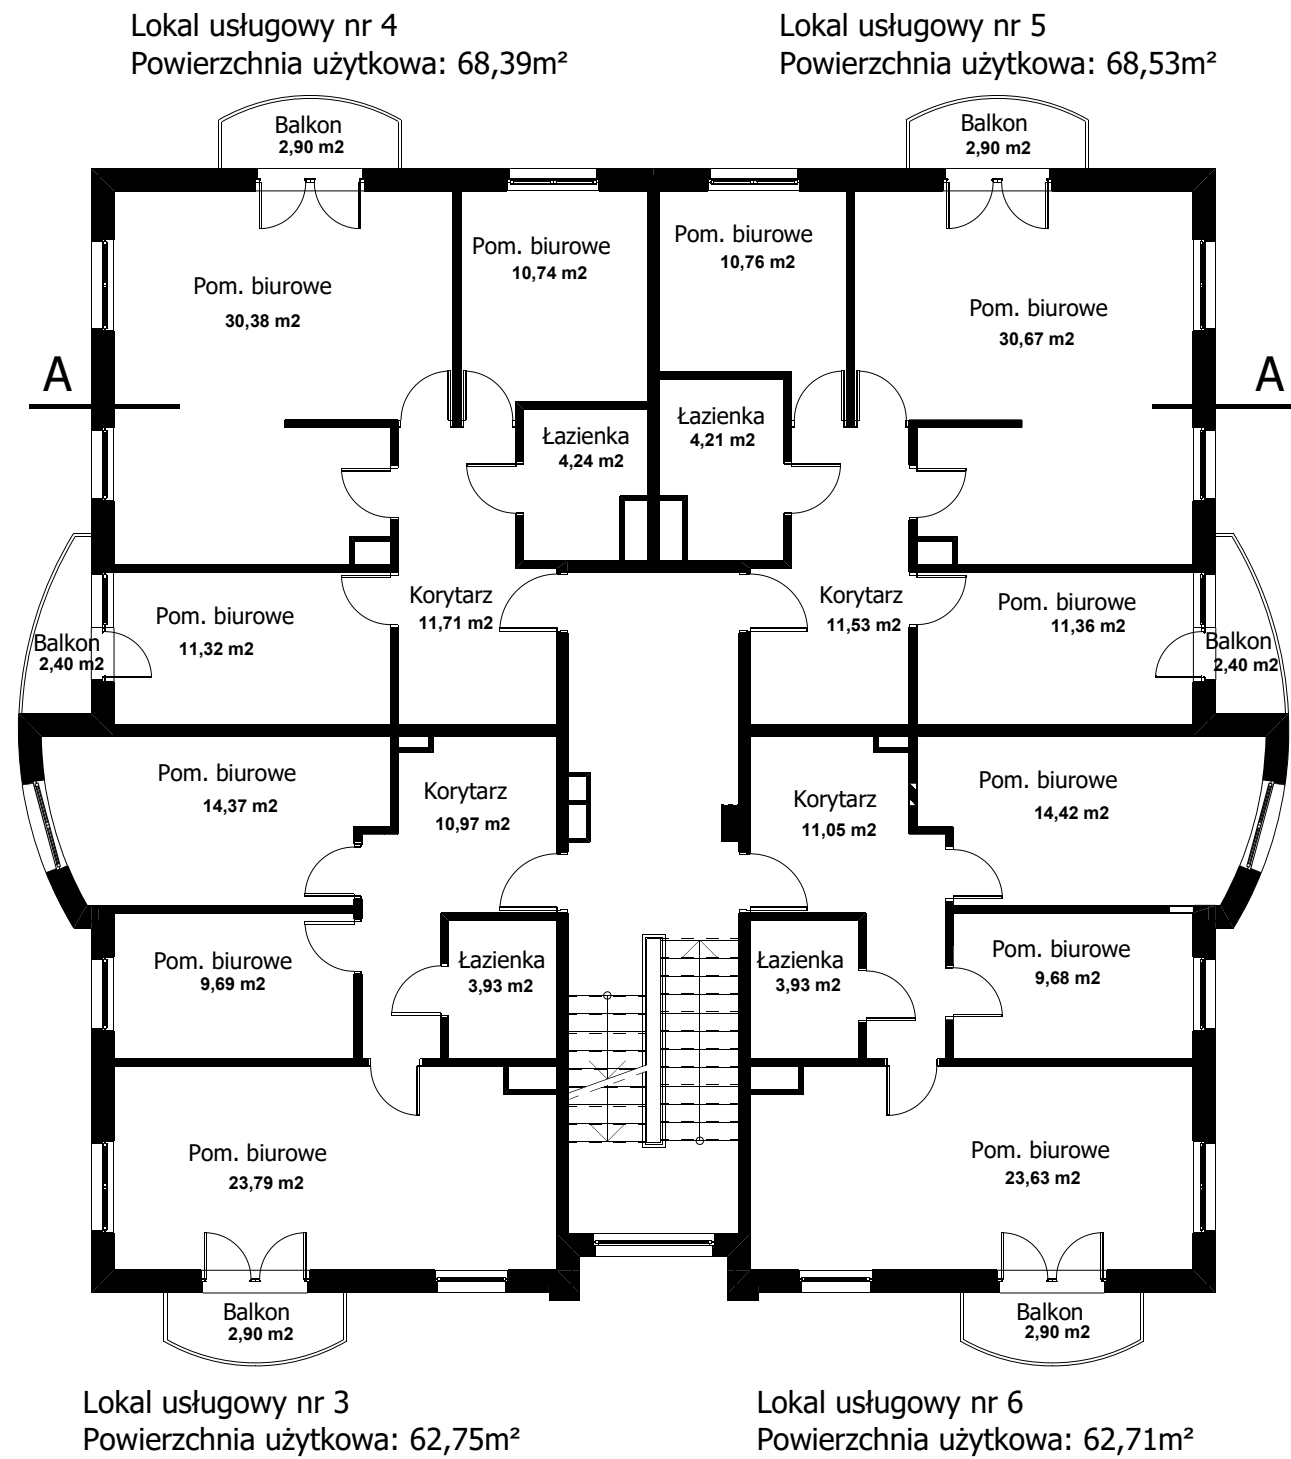 Lokal usługowy nr 4
Powierzchnia użytkowa: 68,39m²
Lokal usługowy nr 5
Powierzchnia użytkowa: 68,53m²
Balkon
2,90 m2
Balkon
2,90 m2
Pom. biurowe
30,38 m2
Pom. biurowe
10,74 m2
Pom. biurowe
10,76 m2
Pom. biurowe
30,67 m2
A
A
Łazienka
4,24 m2
Łazienka
4,21 m2
Balkon
2,40 m2
Pom. biurowe
11,32 m2
Korytarz
11,71 m2
Korytarz
11,53 m2
Pom. biurowe
11,36 m2
Balkon
2,40 m2
Pom. biurowe
14,37 m2
Korytarz
10,97 m2
Korytarz
11,05 m2
Pom. biurowe
14,42 m2
Pom. biurowe
9,69 m2
Łazienka
3,93 m2
Łazienka
3,93 m2
Pom. biurowe
9,68 m2
Pom. biurowe
23,79 m2
Pom. biurowe
23,63 m2
Balkon
2,90 m2
Balkon
2,90 m2
Lokal usługowy nr 3
Powierzchnia użytkowa: 62,75m²
Lokal usługowy nr 6
Powierzchnia użytkowa: 62,71m²